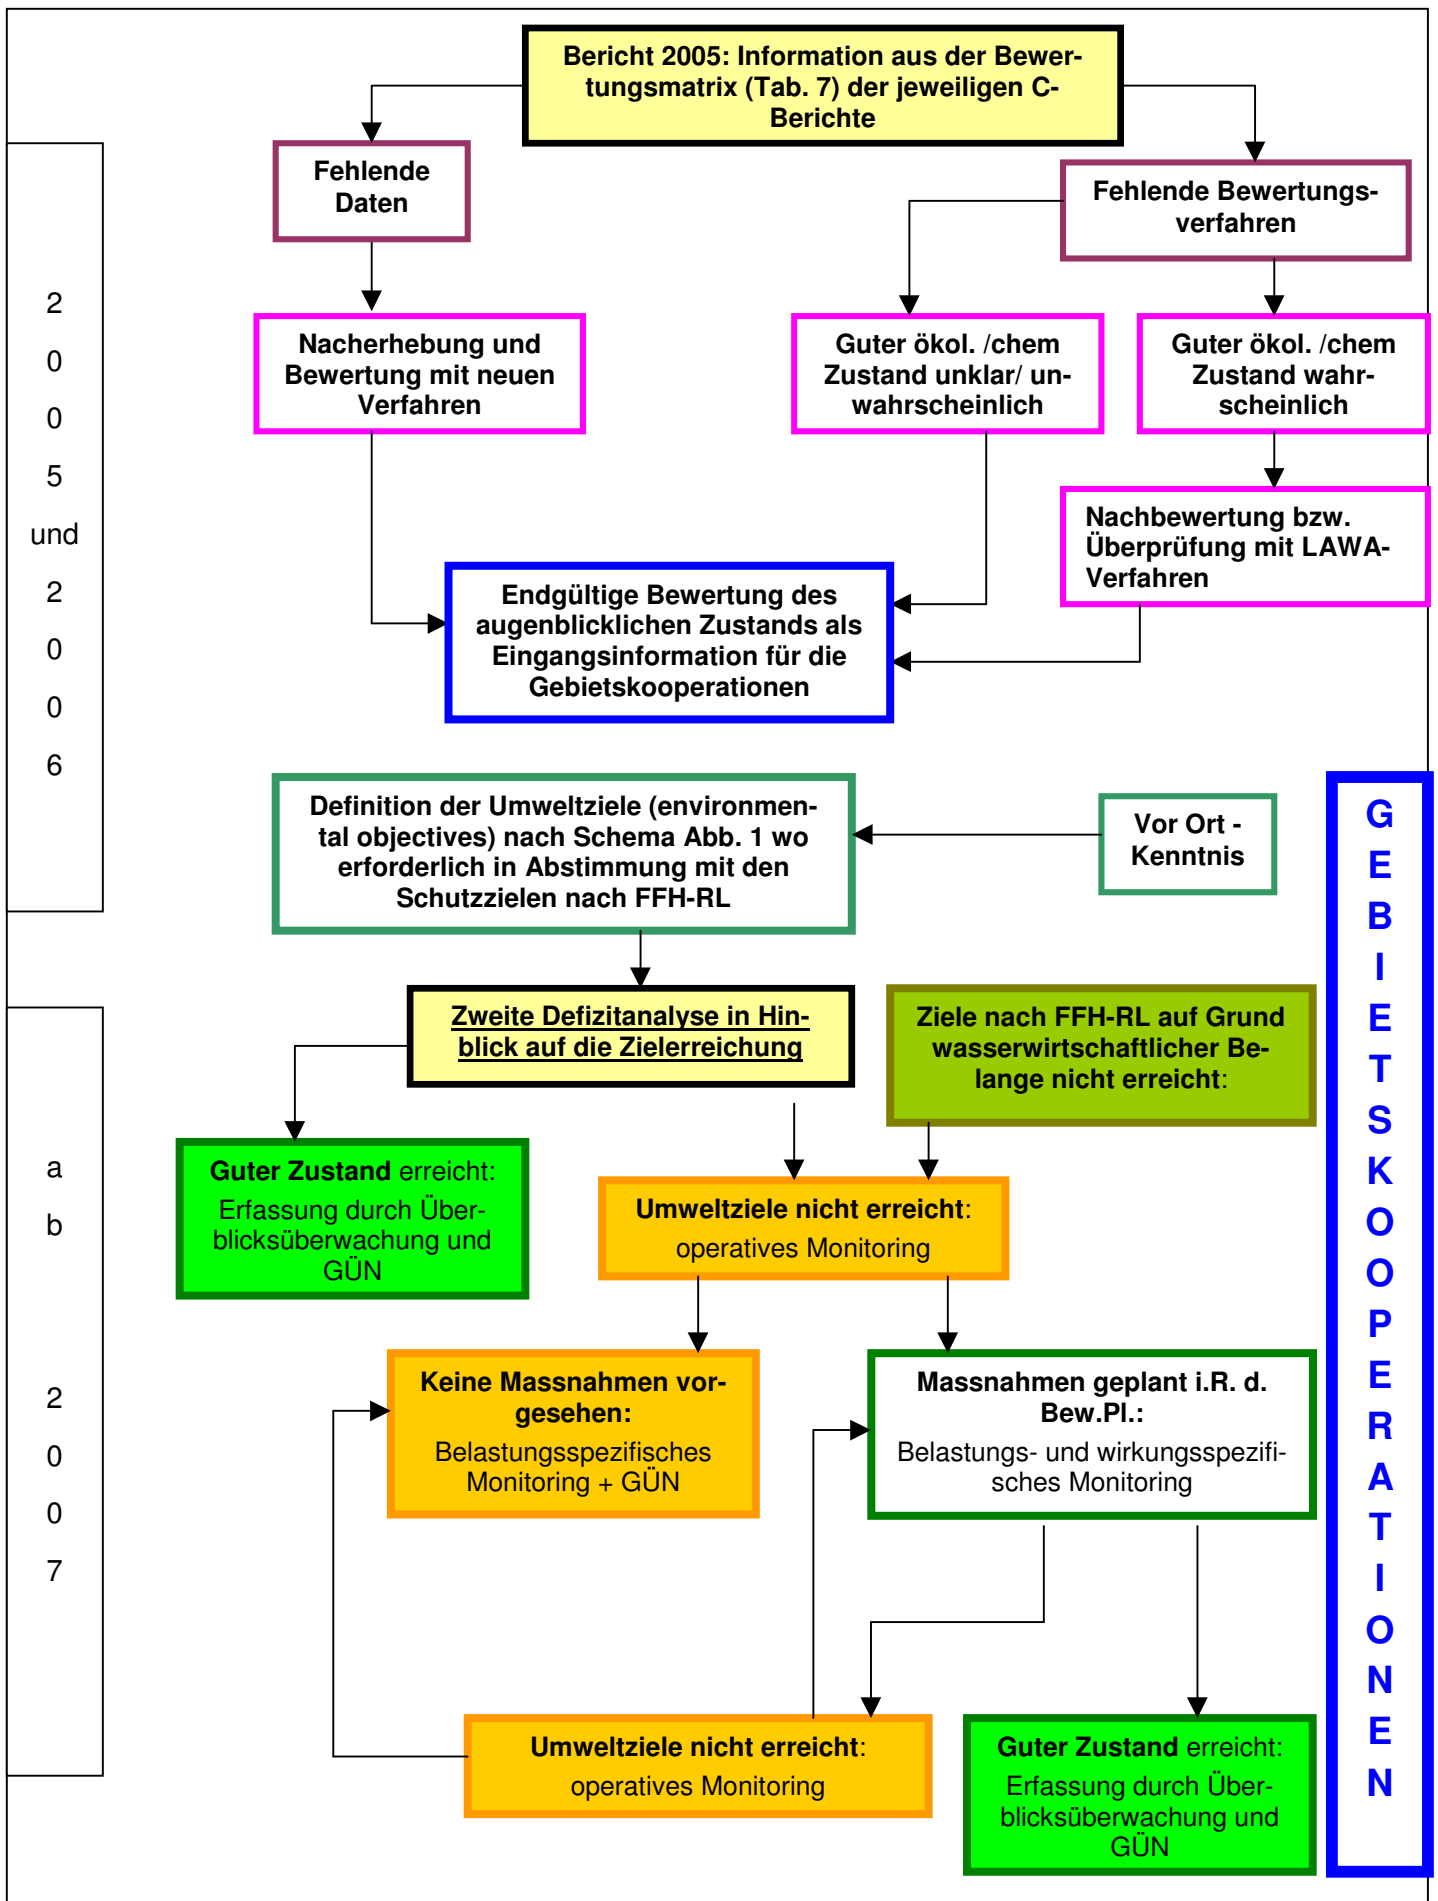 Bericht 2005: Information aus der Bewer-
tungsmatrix (Tab. 7) der jeweiligen C-
Berichte
Fehlende
Daten
Fehlende Bewertungs-
verfahren
2
0
0
5
und
2
0
0
6
Nacherhebung und
Bewertung mit neuen
Verfahren
Guter ökol. /chem
Zustand unklar/ un-
wahrscheinlich
Guter ökol. /chem
Zustand wahr-
scheinlich
Nachbewertung bzw.
Überprüfung mit LAWA-
Verfahren
Endgültige Bewertung des
augenblicklichen Zustands als
Eingangsinformation für die
Gebietskooperationen
Definition der Umweltziele (environmen-
tal objectives) nach Schema Abb. 1 wo
erforderlich in Abstimmung mit den
Schutzzielen nach FFH-RL
Vor Ort -
Kenntnis
G
E
B
I
E
T
S
K
O
O
P
E
R
A
T
I
O
N
E
N
a
b
2
0
0
7
Zweite Defizitanalyse in Hin-
blick auf die Zielerreichung
Ziele nach FFH-RL auf Grund
wasserwirtschaftlicher Be-
lange nicht erreicht:
Guter Zustand erreicht:
Erfassung durch Über-
blicksüberwachung und
GÜN
Umweltziele nicht erreicht:
operatives Monitoring
Keine Massnahmen vor-
gesehen:
Belastungsspezifisches
Monitoring + GÜN
Massnahmen geplant i.R. d.
Bew.Pl.:
Belastungs- und wirkungsspezifi-
sches Monitoring
Umweltziele nicht erreicht:
operatives Monitoring
Guter Zustand erreicht:
Erfassung durch Über-
blicksüberwachung und
GÜN